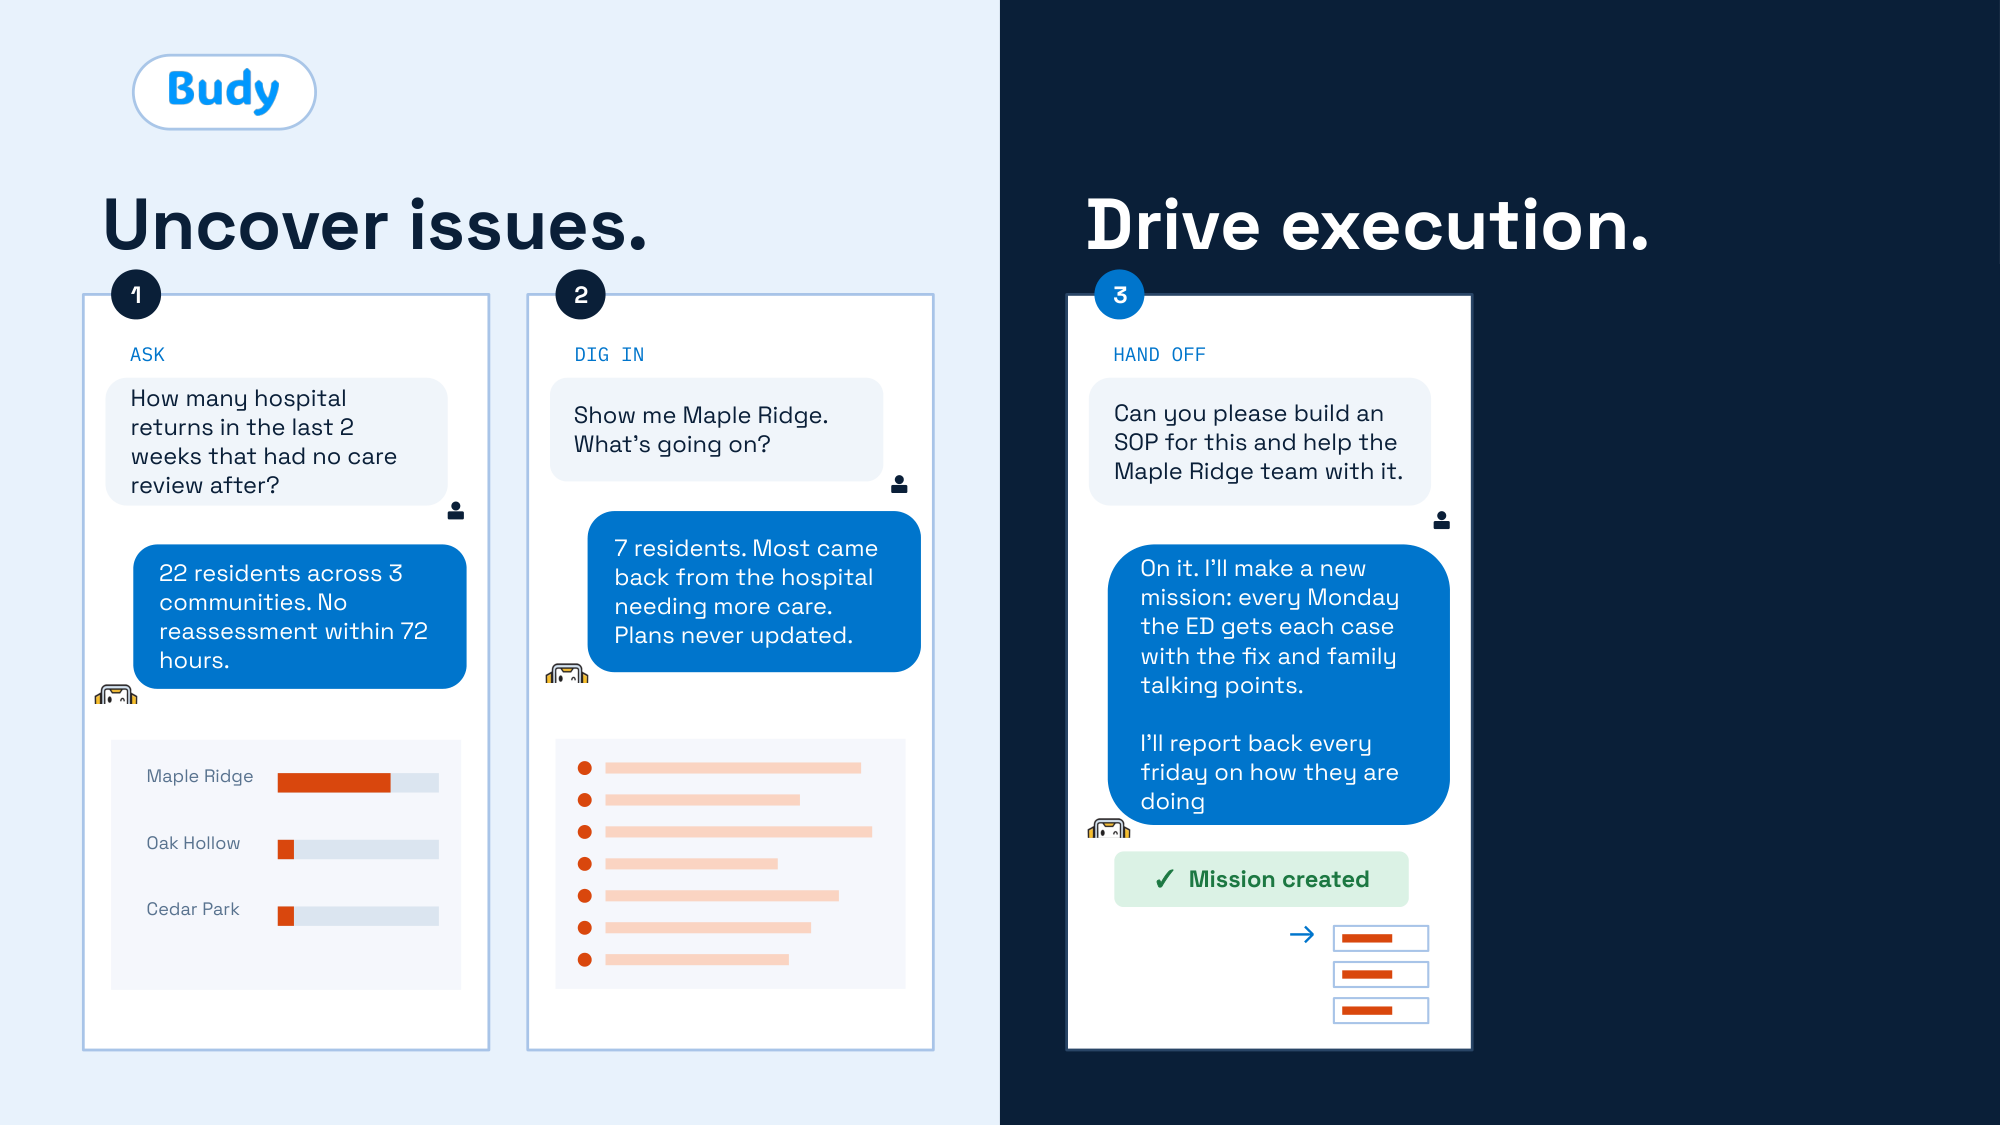 Budy
Uncover issues.
1
ASK
How many hospital
returns in the last 2
weeks that had no care
review after?
22 residents across 3
communities. No
reassessment within 72
hours.
Maple Ridge
Oak Hollow
Cedar Park
2
DIG IN
Show me Maple Ridge.
What's going on?
7 residents. Most came
back from the hospital
needing more care.
Plans never updated.
Drive execution.
3
HAND OFF
Can you please build an
SOP for this and help the
Maple Ridge team with it.
On it. I'll make a new
mission: every Monday
the ED gets each case
with the fix and family
talking points.
I'll report back every
friday on how they are
doing
✓ Mission created
→